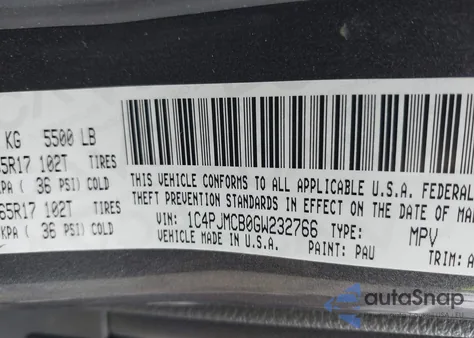 KG 5500 LB
5R17 102T TIRES
KPA ( 36 PSI) COLD
65R17 102T TIRES
KPA ( 36 PSI) COLD
THIS VEHICLE CONFORMS TO ALL APPLICABLE U.S.A. FEDERAL
THEFT PREVENTION STANDARDS IN EFFECT ON THE DATE OF MA
VIN: 1C4PJMCB0GW232766 TYPE: MPV
VEHICLE MADE IN U.S.A. PAINT: PAU TRIM: A
autoSnap